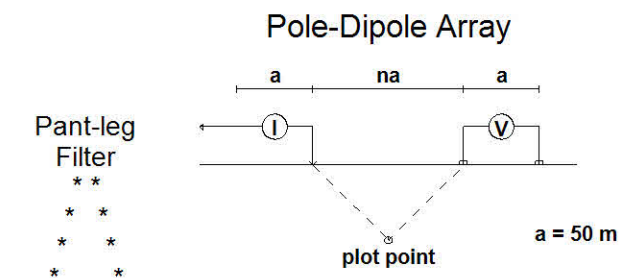 Pole-Dipole Array
a na a
Pant-leg
Filter
* *
* *
* *
* *
I V
plot point
a = 50 m